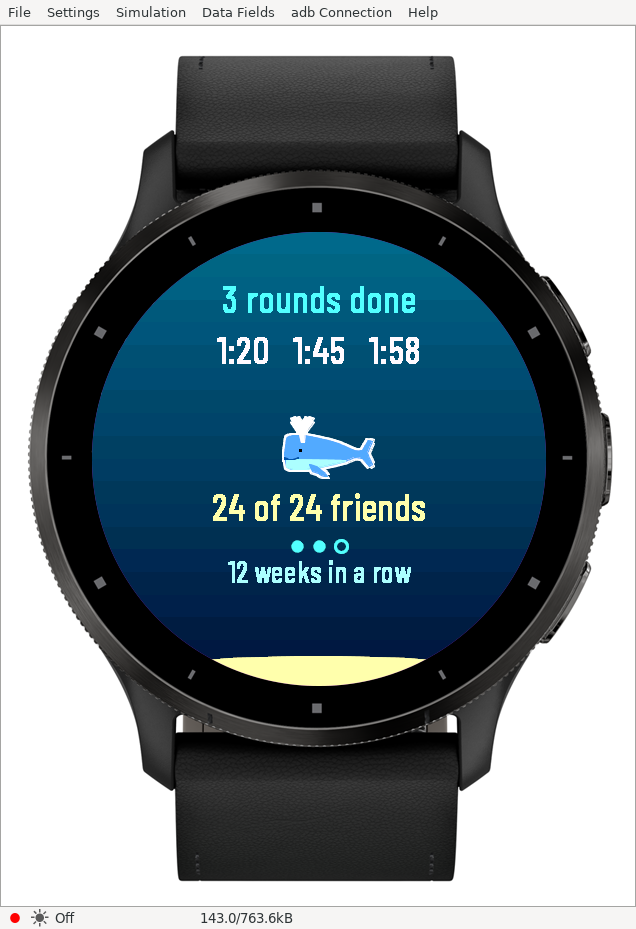 File Settings Simulation Data Fields adb Connection Help
3 rounds done
1:20 1:45 1:58
24 of 24 friends
12 weeks in a row
Off 143.0/763.6kB